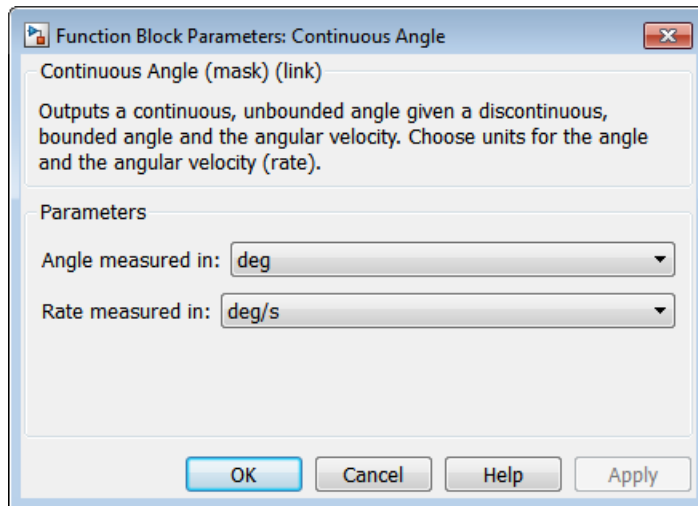 Function Block Parameters: Continuous Angle
Continuous Angle (mask) (link)
Outputs a continuous, unbounded angle given a discontinuous,
bounded angle and the angular velocity. Choose units for the angle
and the angular velocity (rate).
Parameters
Angle measured in: deg
Rate measured in: deg/s
OK Cancel Help Apply